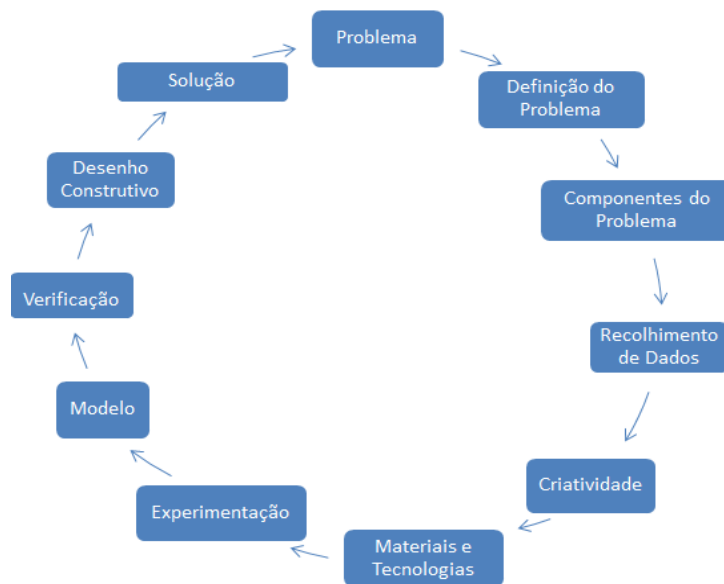 Problema
Definição do
Problema
Componentes do
Problema
Recolhimento
de Dados
Criatividade
Materiais e
Tecnologias
Experimentação
Modelo
Verificação
Desenho
Construtivo
Solução